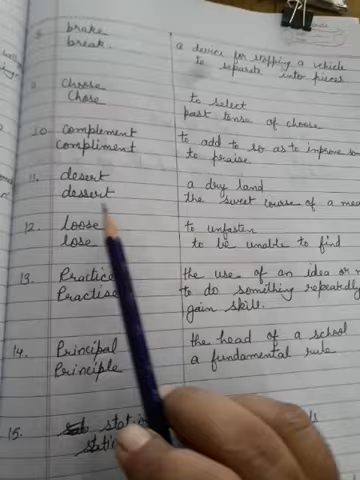 8. brake a device for stopping a vehicle
break. to separate into pieces
9. Choose to select
Chose past tense of choose
10. Complement to add to so as to improve
Compliment to praise
11. desert a dry land
dessert the sweet course of a
12. loose to unfasten
lose to be unable to find
13. Practice the use of an idea or
Practise to do something repeatedly
gain skill.
14. Principal the head of a school
Principle a fundamental rule
15.